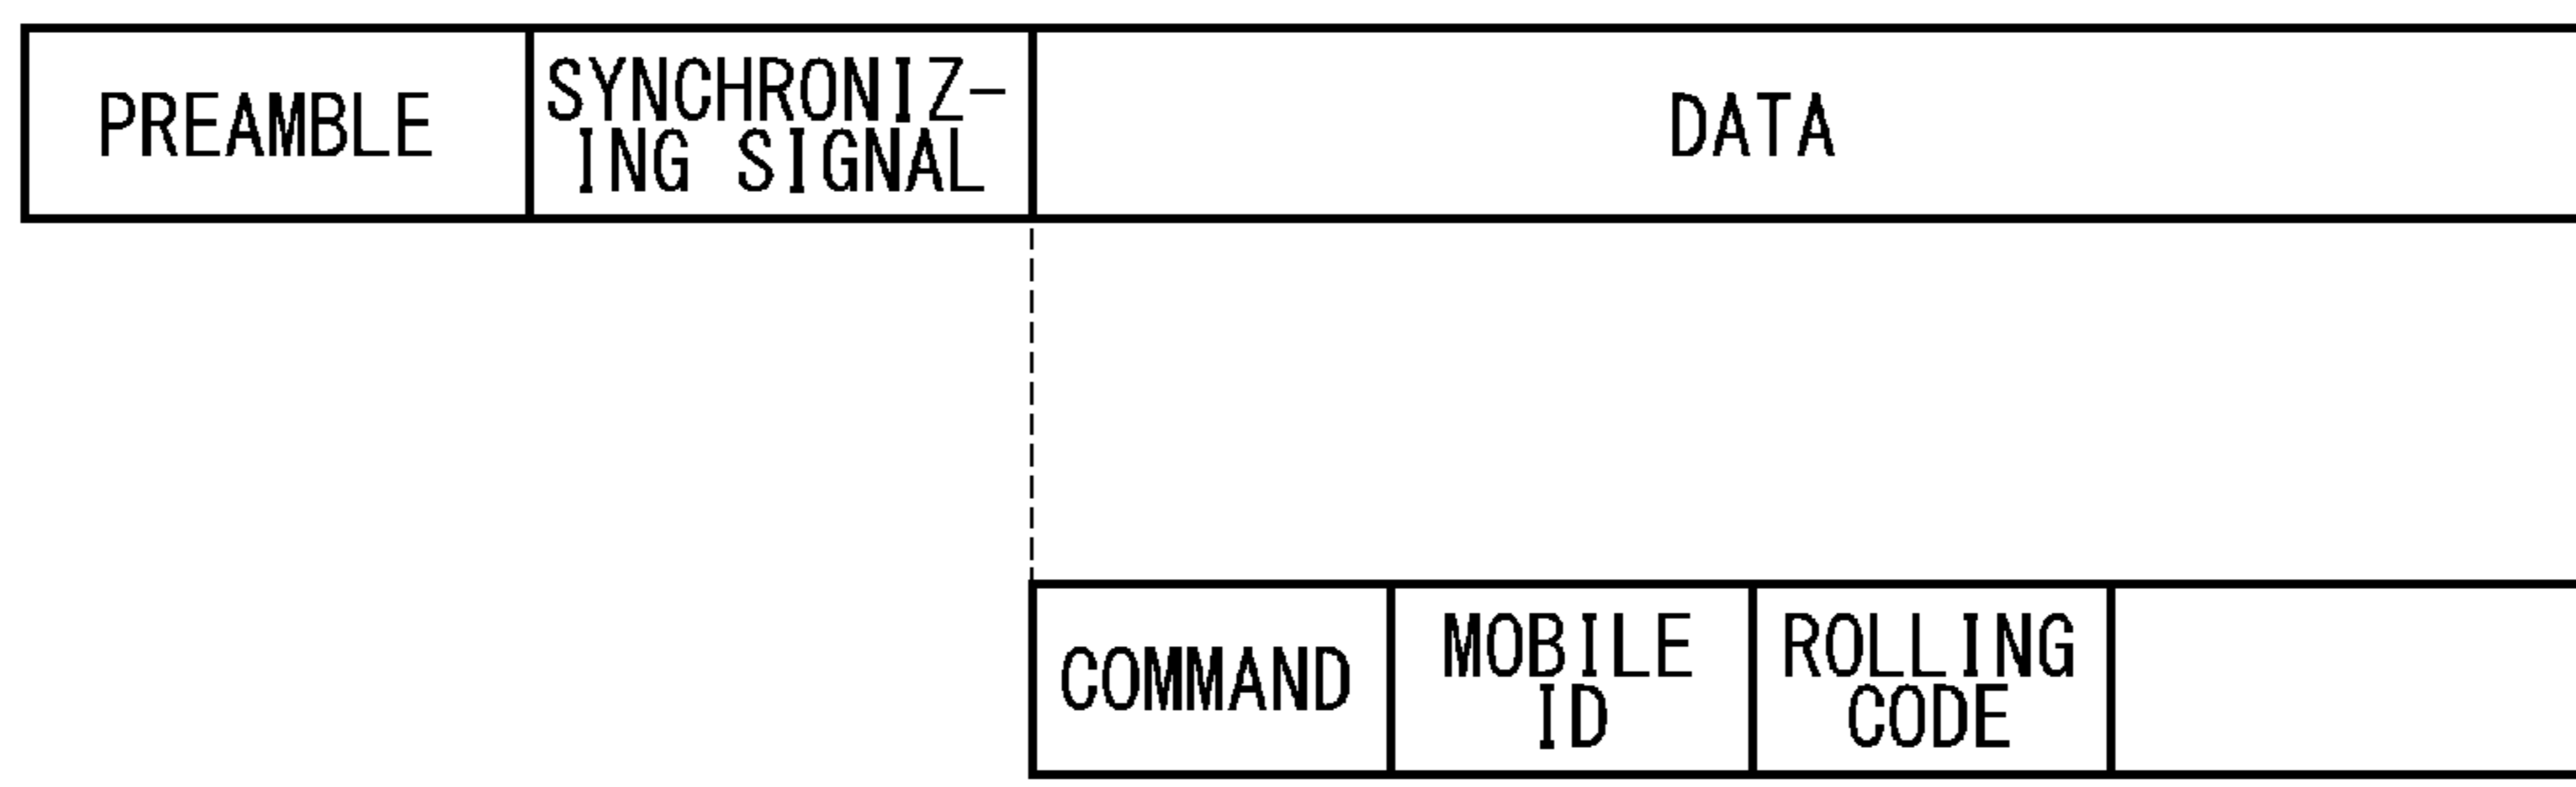 PREAMBLE
SYNCHRONIZ-
ING SIGNAL
DATA
COMMAND
MOBILE
ID
ROLLING
CODE